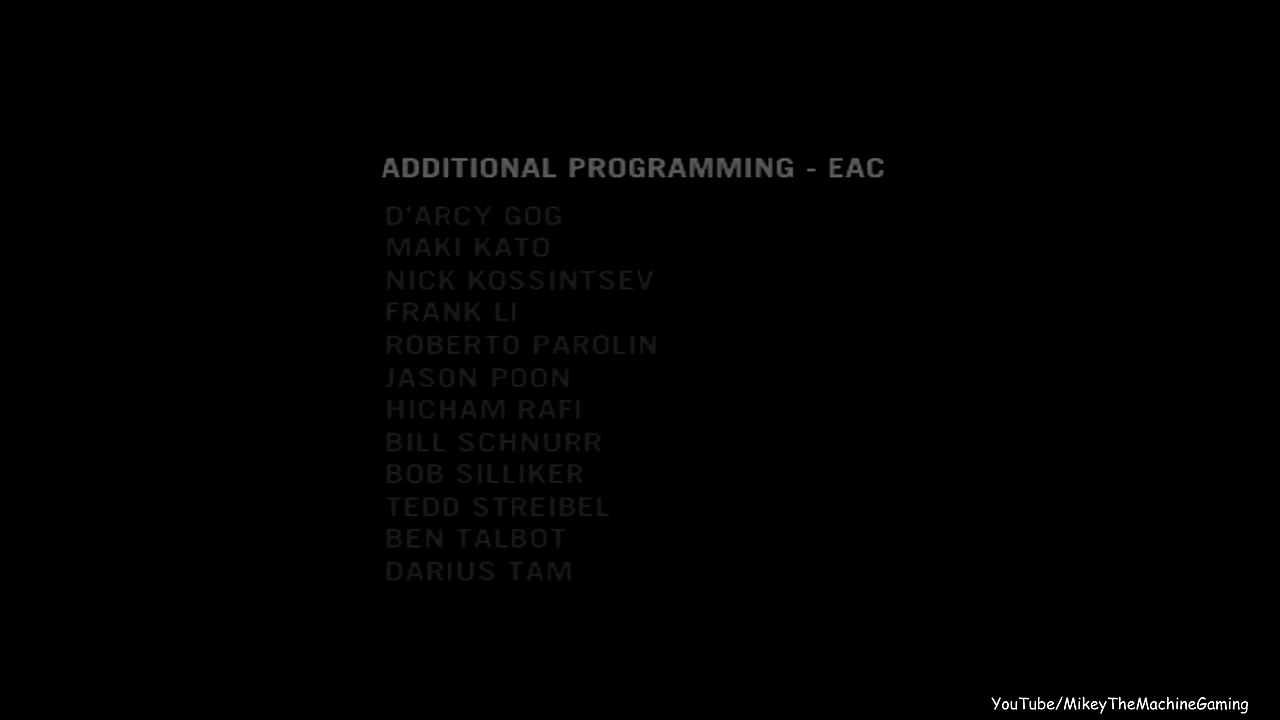 ADDITIONAL PROGRAMMING - EAC
D'ARCY GOG
MAKI KATO
NICK KOSSINTSEV
FRANK LI
ROBERTO PAROLIN
JASON POON
HICHAM RAFI
BILL SCHNURR
BOB SILLIKER
TEDD STREIBEL
BEN TALBOT
DARIUS TAM
YouTube/MikeyTheMachineGaming